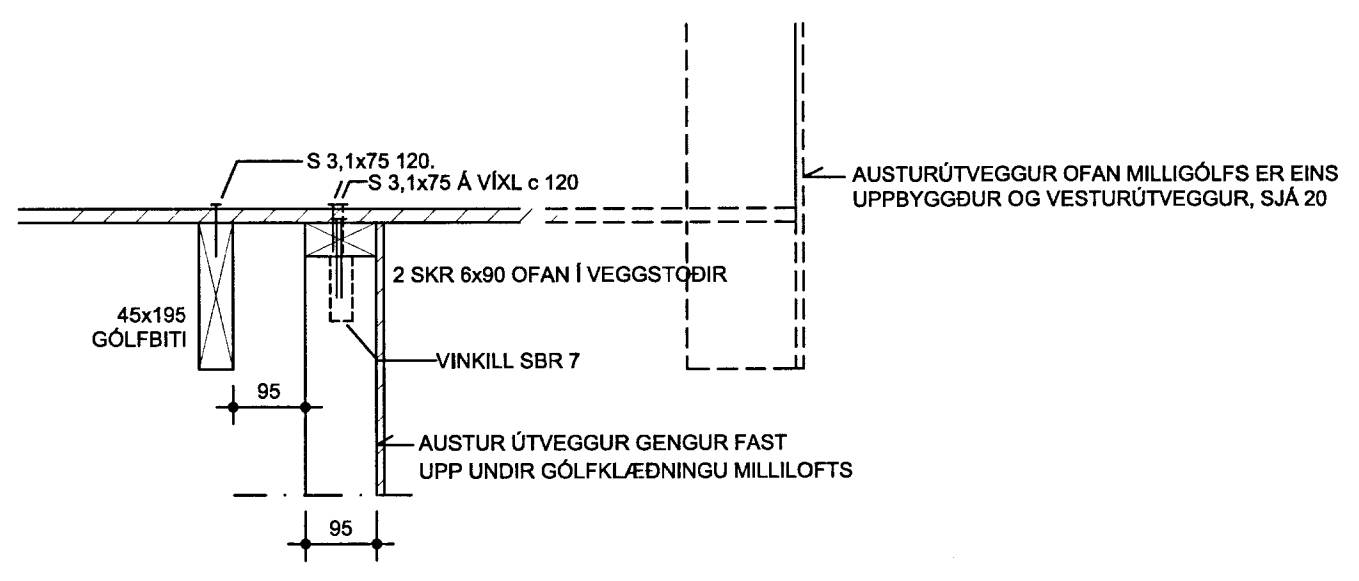 S 3,1x75 120.
S 3,1x75 Á VÍXL c 120
AUSTURÚTVEGGUR OFAN MILLIGÓLFS ER EINS
UPPBYGGÐUR OG VESTURÚTVEGGUR, SJÁ 20
2 SKR 6x90 OFAN Í VEGGSTOÐIR
45x195
GÓLFBITI
VINKILL SBR 7
95
AUSTUR ÚTVEGGUR GENGUR FAST
UPP UNDIR GÓLFKLÆÐNINGU MILLILOFTS
95